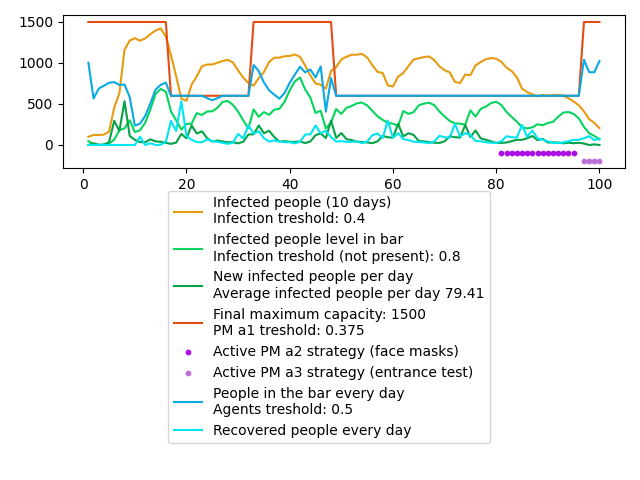 1500
1000
500
0
0
20
40
60
80
100
Infected people (10 days)
Infection treshold: 0.4
Infected people level in bar
Infection treshold (not present): 0.8
New infected people per day
Average infected people per day 79.41
Final maximum capacity: 1500
PM a1 treshold: 0.375
Active PM a2 strategy (face masks)
Active PM a3 strategy (entrance test)
People in the bar every day
Agents treshold: 0.5
Recovered people every day